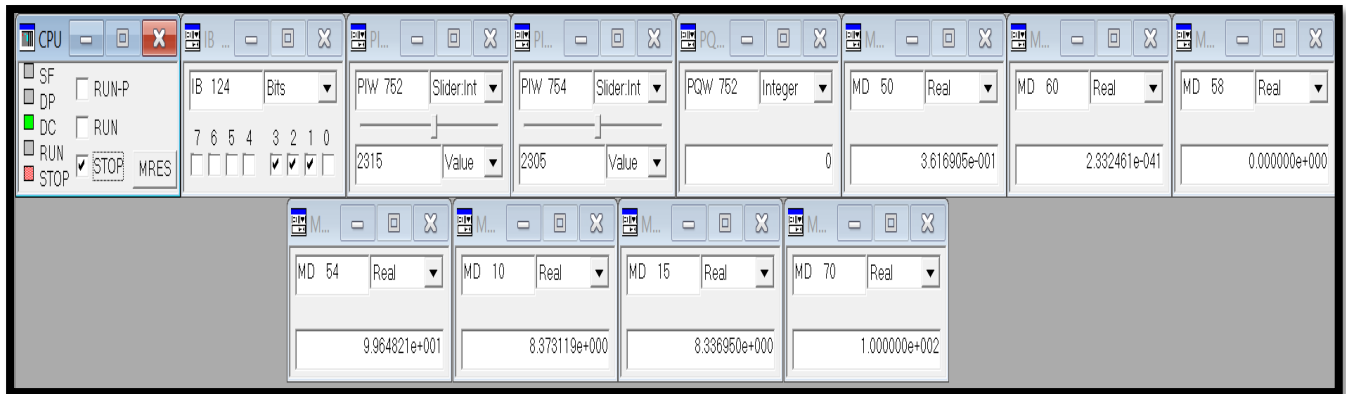 CPU
SF
DP
DC
RUN
STOP
RUN-P
RUN
STOP
MRES
IB ...
IB 124 Bits
7 6 5 4 3 2 1 0
PI...
PIW 752 Slider:Int
2315 Value
PI...
PIW 754 Slider:Int
2305 Value
PQ...
PQW 752 Integer
0
M...
MD 50 Real
3.616905e-001
M...
MD 60 Real
2.332461e-041
M...
MD 58 Real
0.000000e+000
M...
MD 54 Real
9.964821e+001
M...
MD 10 Real
8.373119e+000
M...
MD 15 Real
8.336950e+000
M...
MD 70 Real
1.000000e+002